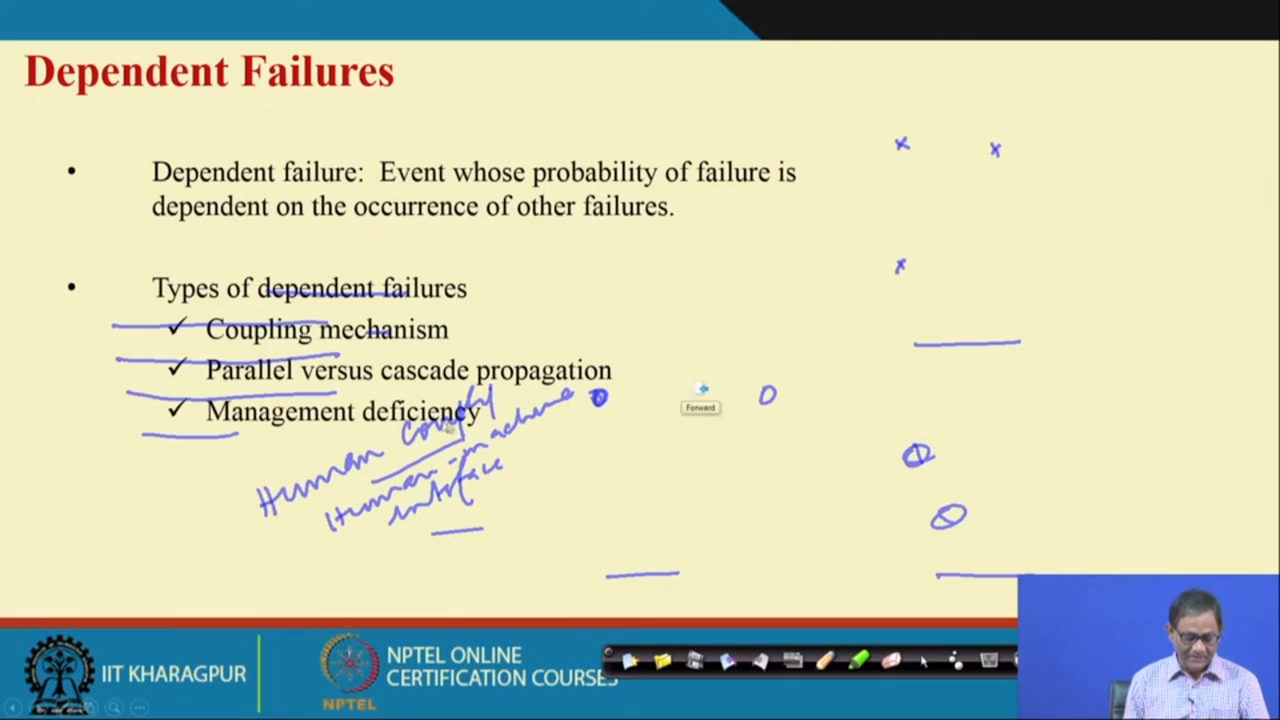 Dependent Failures
• Dependent failure: Event whose probability of failure is
dependent on the occurrence of other failures.
• Types of dependent failures
✓ Coupling mechanism
✓ Parallel versus cascade propagation
✓ Management deficiency
Human
Human-machine
interface
Forward
IIT KHARAGPUR
NPTEL
NPTEL ONLINE
CERTIFICATION COURSES